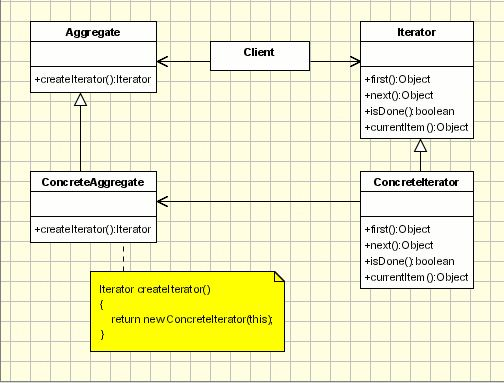 Aggregate
+createIterator():Iterator
Client
Iterator
+first():Object
+next():Object
+isDone():boolean
+currentItem():Object
ConcreteAggregate
+createIterator():Iterator
ConcreteIterator
+first():Object
+next():Object
+isDone():boolean
+currentItem():Object
Iterator createIterator()
{
return new ConcreteIterator(this);
}